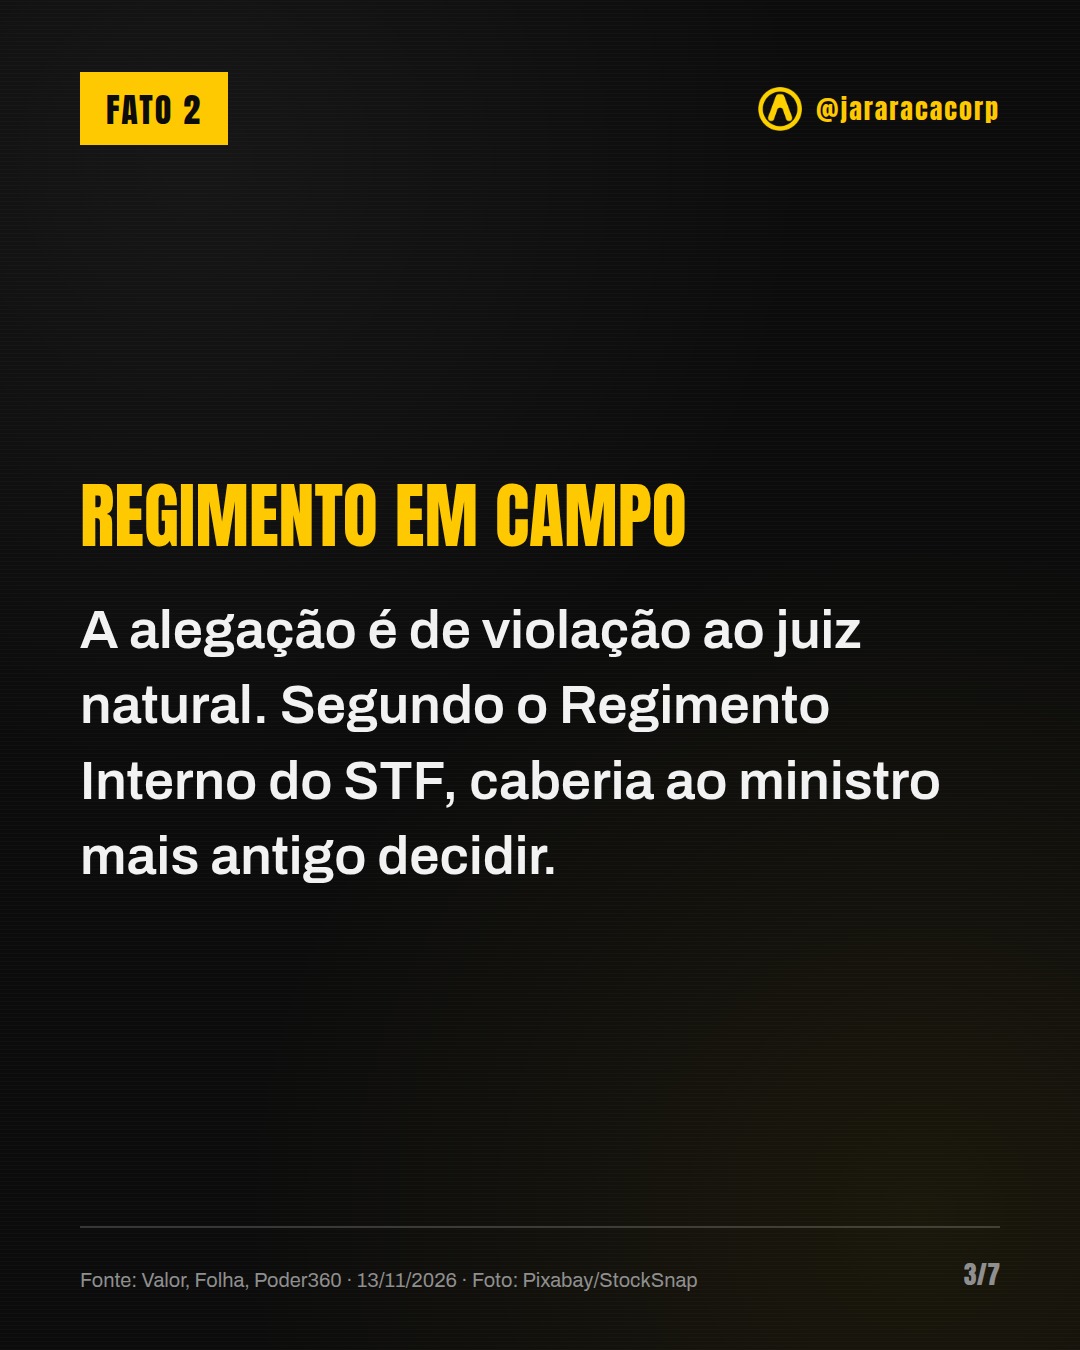 FATO 2
@jararacacorp
REGIMENTO EM CAMPO
A alegação é de violação ao juiz
natural. Segundo o Regimento
Interno do STF, caberia ao ministro
mais antigo decidir.
Fonte: Valor, Folha, Poder360 · 13/11/2026 · Foto: Pixabay/StockSnap
3/7